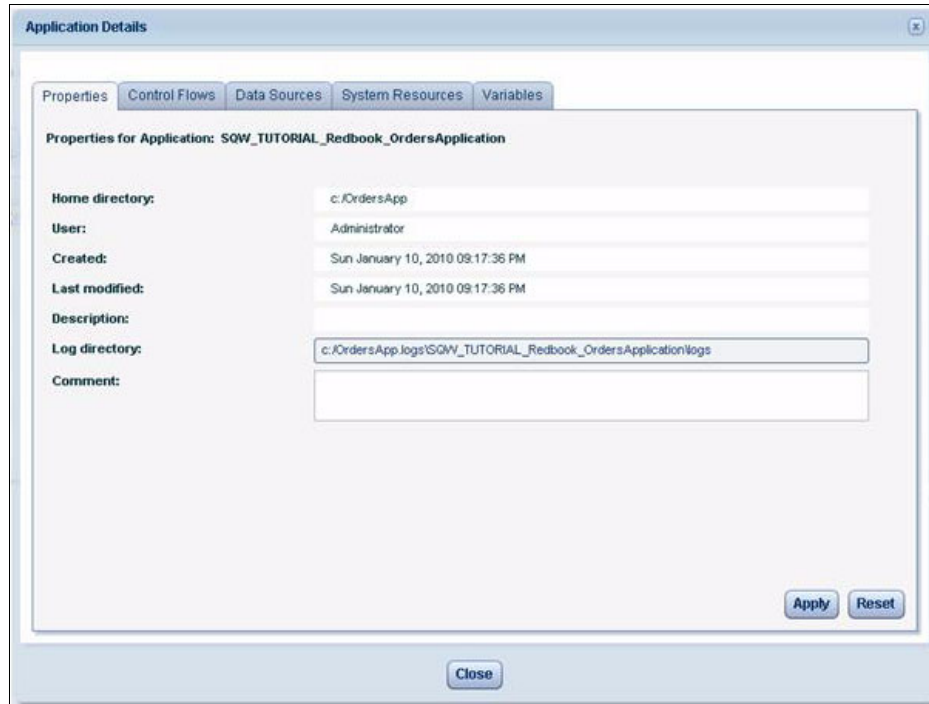 Application Details
x
Properties Control Flows Data Sources System Resources Variables
Properties for Application: SQW_TUTORIAL_Redbook_OrdersApplication
Home directory: c:/OrdersApp
User: Administrator
Created: Sun January 10, 2010 09:17:36 PM
Last modified: Sun January 10, 2010 09:17:36 PM
Description:
Log directory: c:/OrdersApp.logs\SQW_TUTORIAL_Redbook_OrdersApplication\logs
Comment:
Apply Reset
Close